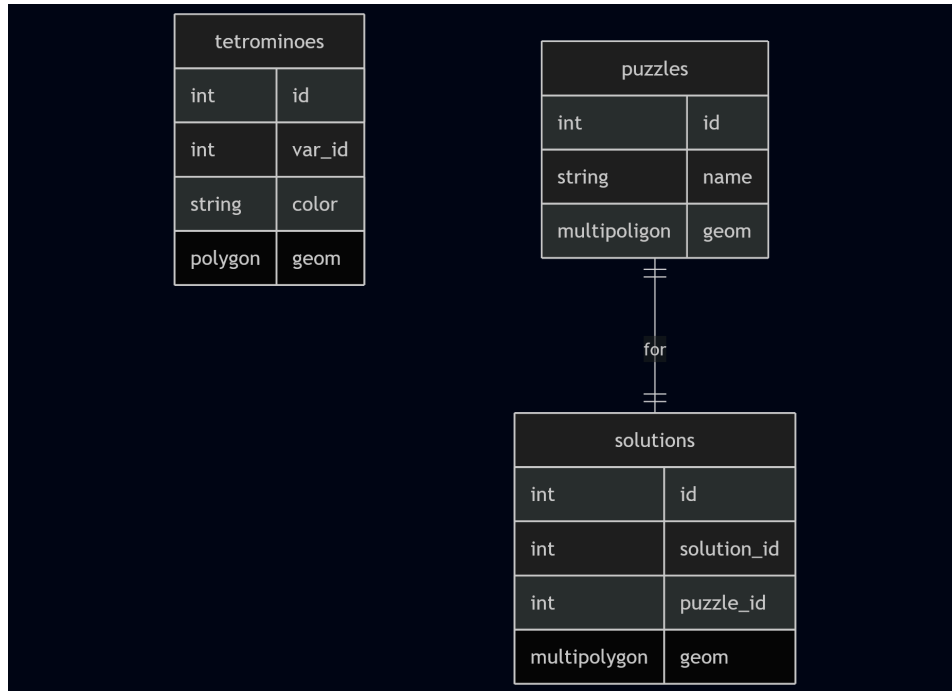 tetrominoes
int id
int var_id
string color
polygon geom
puzzles
int id
string name
multipoligon geom
for
solutions
int id
int solution_id
int puzzle_id
multipolygon geom